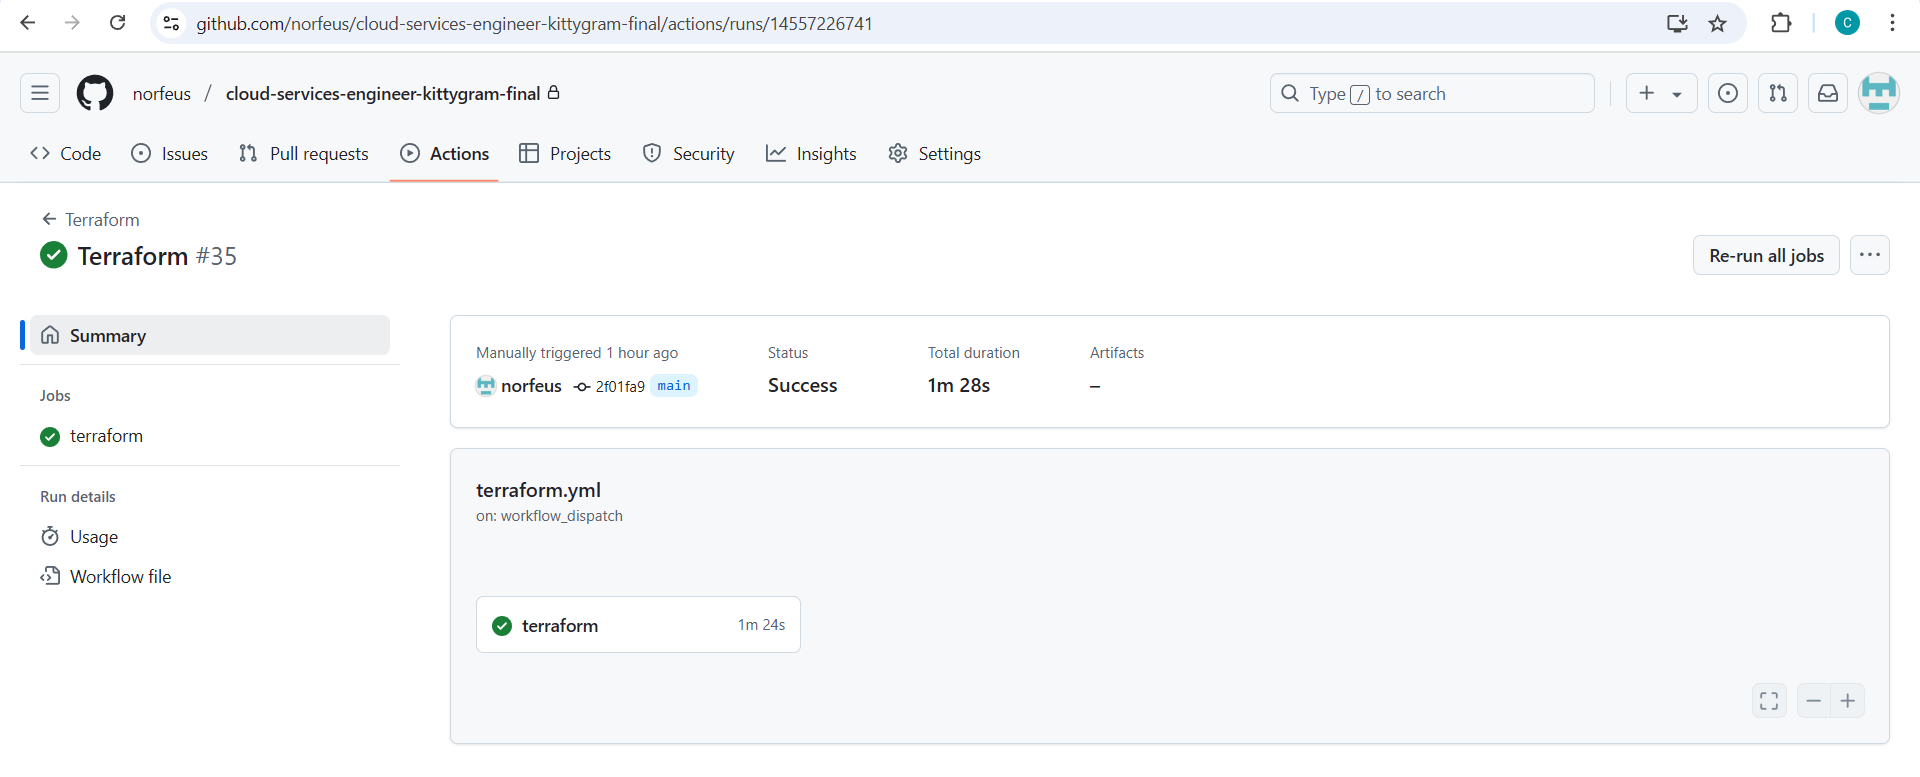 github.com/norfeus/cloud-services-engineer-kittygram-final/actions/runs/14557226741
C
norfeus / cloud-services-engineer-kittygram-final
Type / to search
Code Issues Pull requests Actions Projects Security Insights Settings
Terraform
Terraform #35
Re-run all jobs
Summary
Jobs
terraform
Run details
Usage
Workflow file
Manually triggered 1 hour ago Status Total duration Artifacts
norfeus 2f01fa9 main Success 1m 28s –
terraform.yml
on: workflow_dispatch
terraform 1m 24s